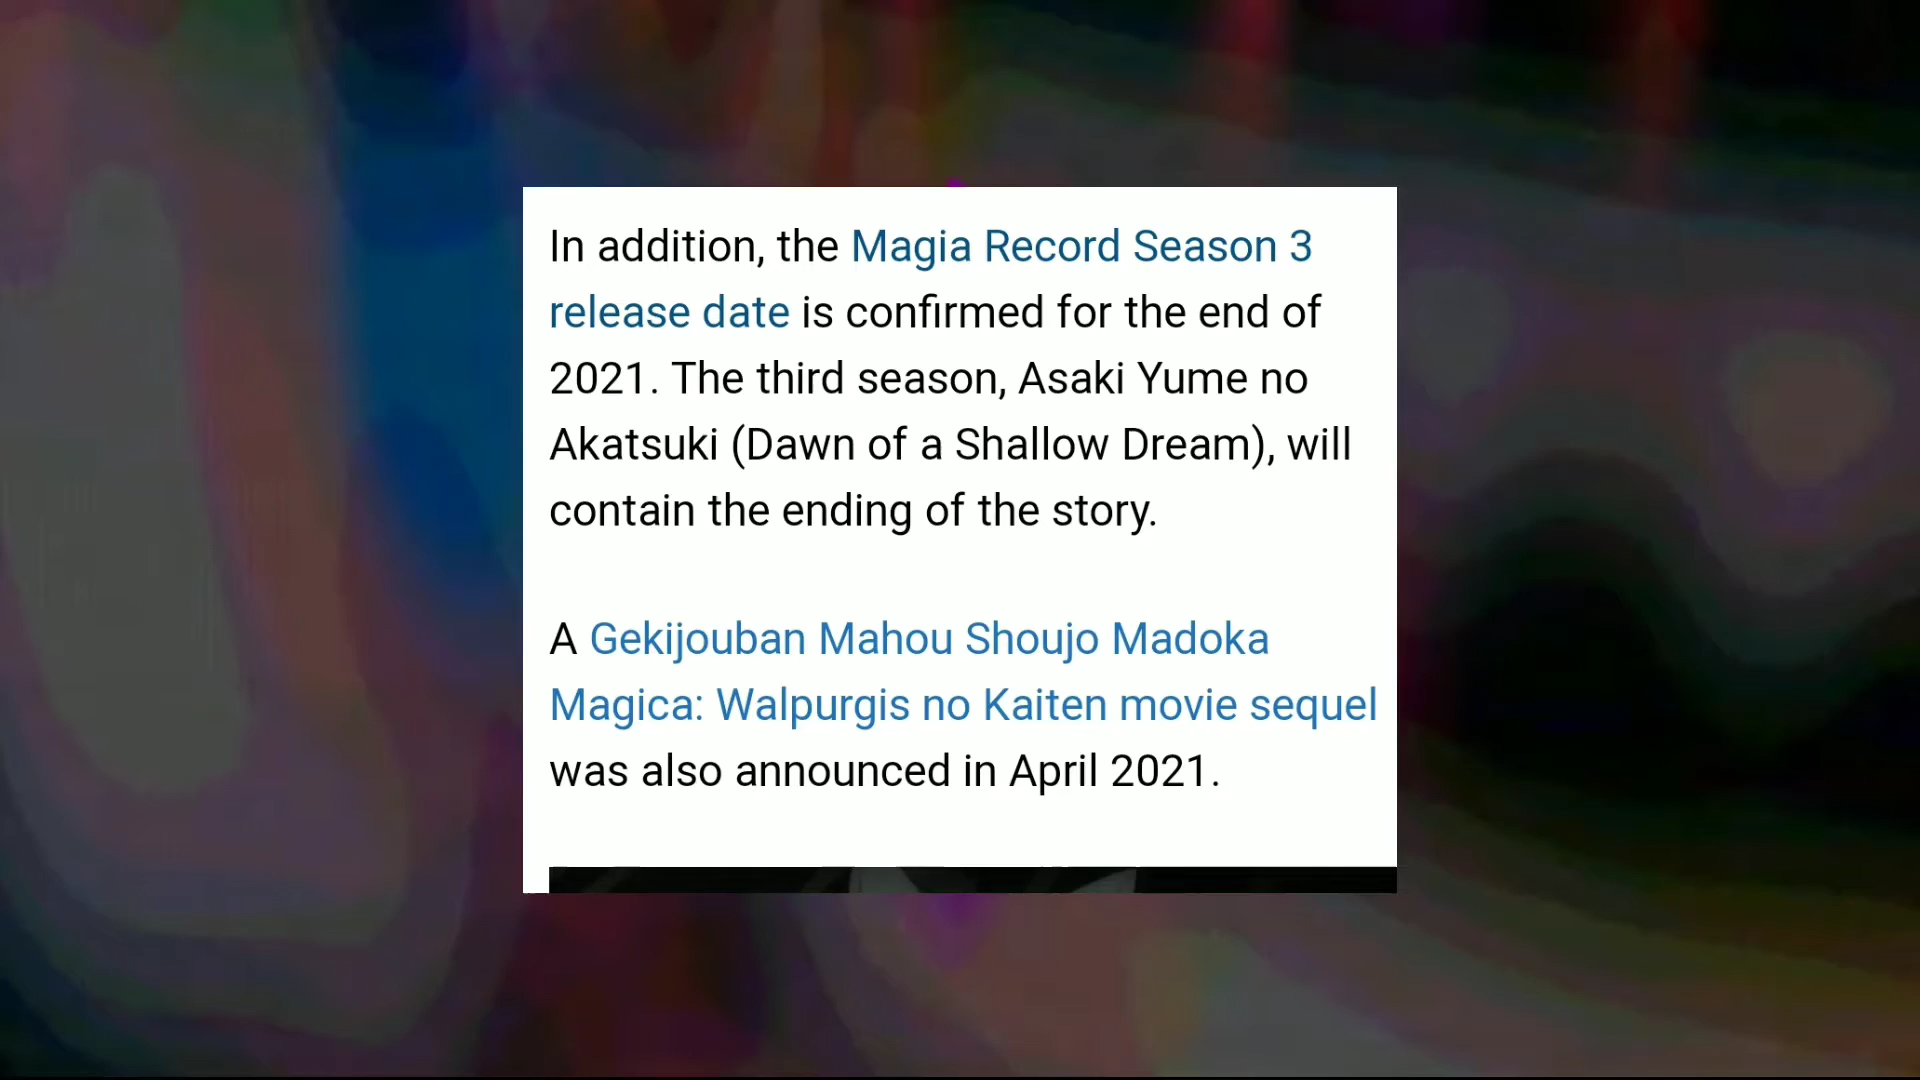 In addition, the Magia Record Season 3
release date is confirmed for the end of
2021. The third season, Asaki Yume no
Akatsuki (Dawn of a Shallow Dream), will
contain the ending of the story.
A Gekijouban Mahou Shoujo Madoka
Magica: Walpurgis no Kaiten movie sequel
was also announced in April 2021.